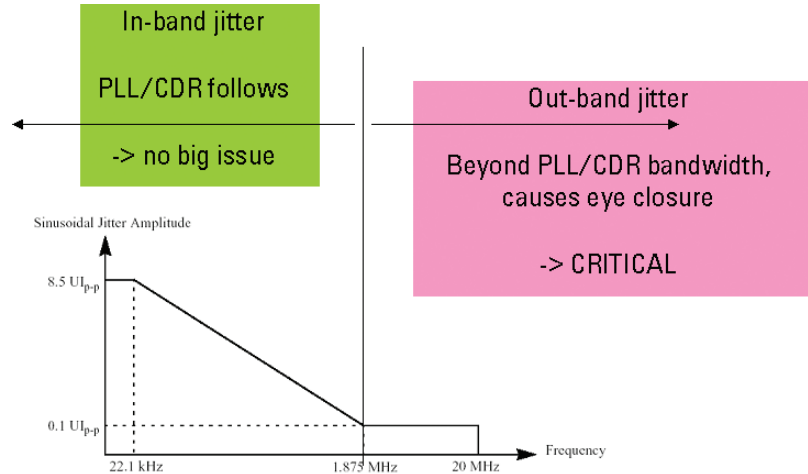 In-band jitter
PLL/CDR follows
-> no big issue
Out-band jitter
Beyond PLL/CDR bandwidth,
causes eye closure
-> CRITICAL
Sinusoidal Jitter Amplitude
8.5 UIp-p
0.1 UIp-p
22.1 kHz
1.875 MHz
20 MHz
Frequency